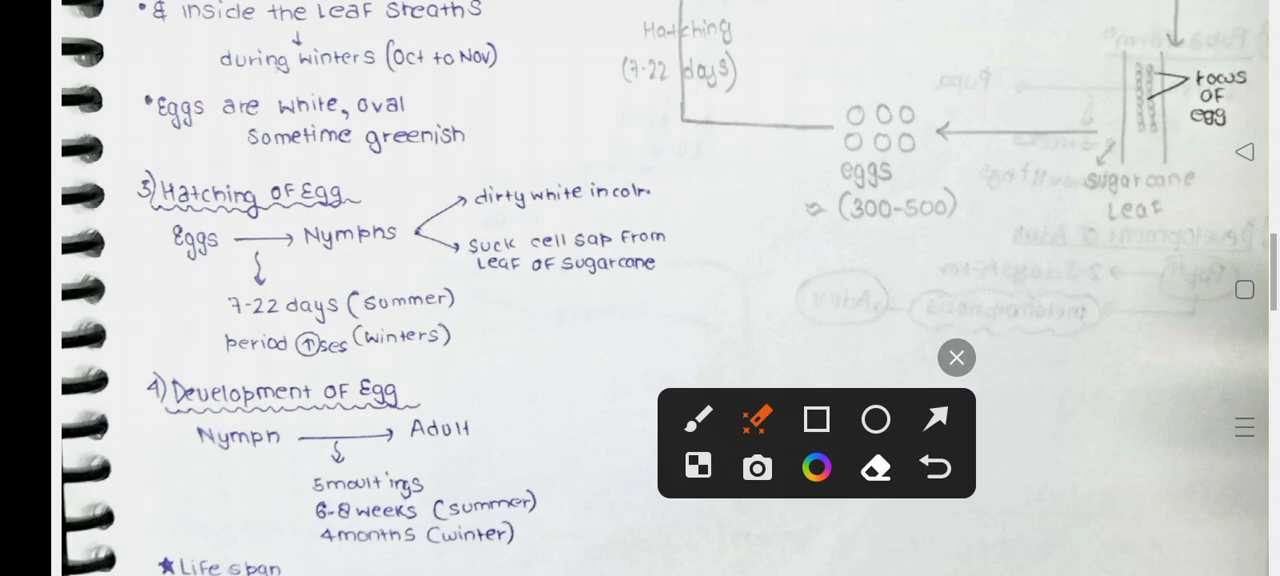 • & inside the Leaf Sheaths
during winters (Oct to Nov)
• Eggs are white, oval
sometime greenish
3) Hatching OF Egg
Eggs → Nymphs
dirty white in colr.
suck cell sap from
Leaf OF sugarcane
7-22 days (summer)
period ↑ses (winters)
4) Development OF Egg
Nymph → Adult
5 moultings
6-8 weeks (summer)
4 months (winter)
★ Life span
Hatching
(7-22 days)
eggs
≈ (300-500)
OF
egg
sugarcane
Leaf